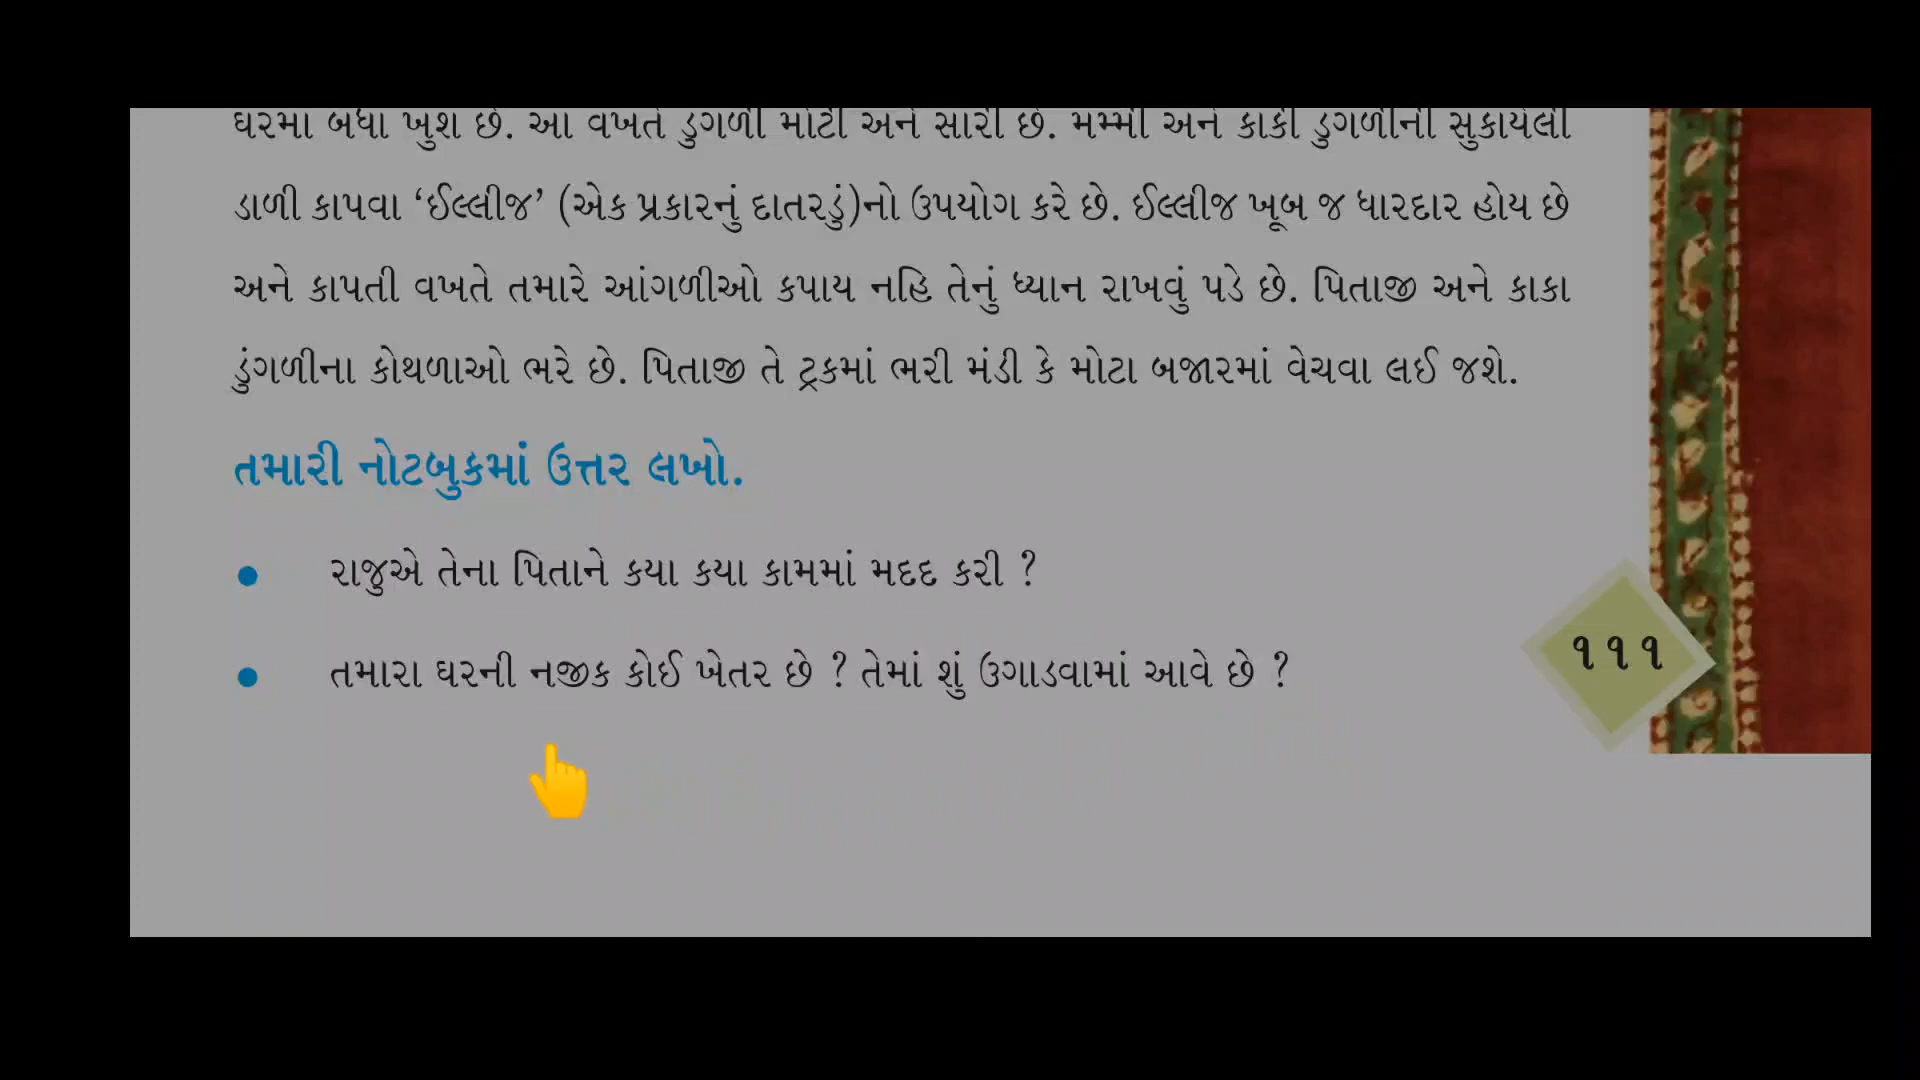 ઘરમાં બધાં ખુશ છે. આ વખતે ડુંગળી મોટી અને સારી છે. મમ્મી અને કાકી ડુંગળીની સુકાયેલી
ડાળી કાપવા ‘ઈલ્લીજ’ (એક પ્રકારનું દાતરડું)નો ઉપયોગ કરે છે. ઈલ્લીજ ખૂબ જ ધારદાર હોય છે
અને કાપતી વખતે તમારે આંગળીઓ કપાય નહિ તેનું ધ્યાન રાખવું પડે છે. પિતાજી અને કાકા
ડુંગળીના કોથળાઓ ભરે છે. પિતાજી તે ટ્રકમાં ભરી મંડી કે મોટા બજારમાં વેચવા લઈ જશે.
તમારી નોટબુકમાં ઉત્તર લખો.
● રાજુએ તેના પિતાને કયા કયા કામમાં મદદ કરી ?
● તમારા ઘરની નજીક કોઈ ખેતર છે ? તેમાં શું ઉગાડવામાં આવે છે ?
૧૧૧